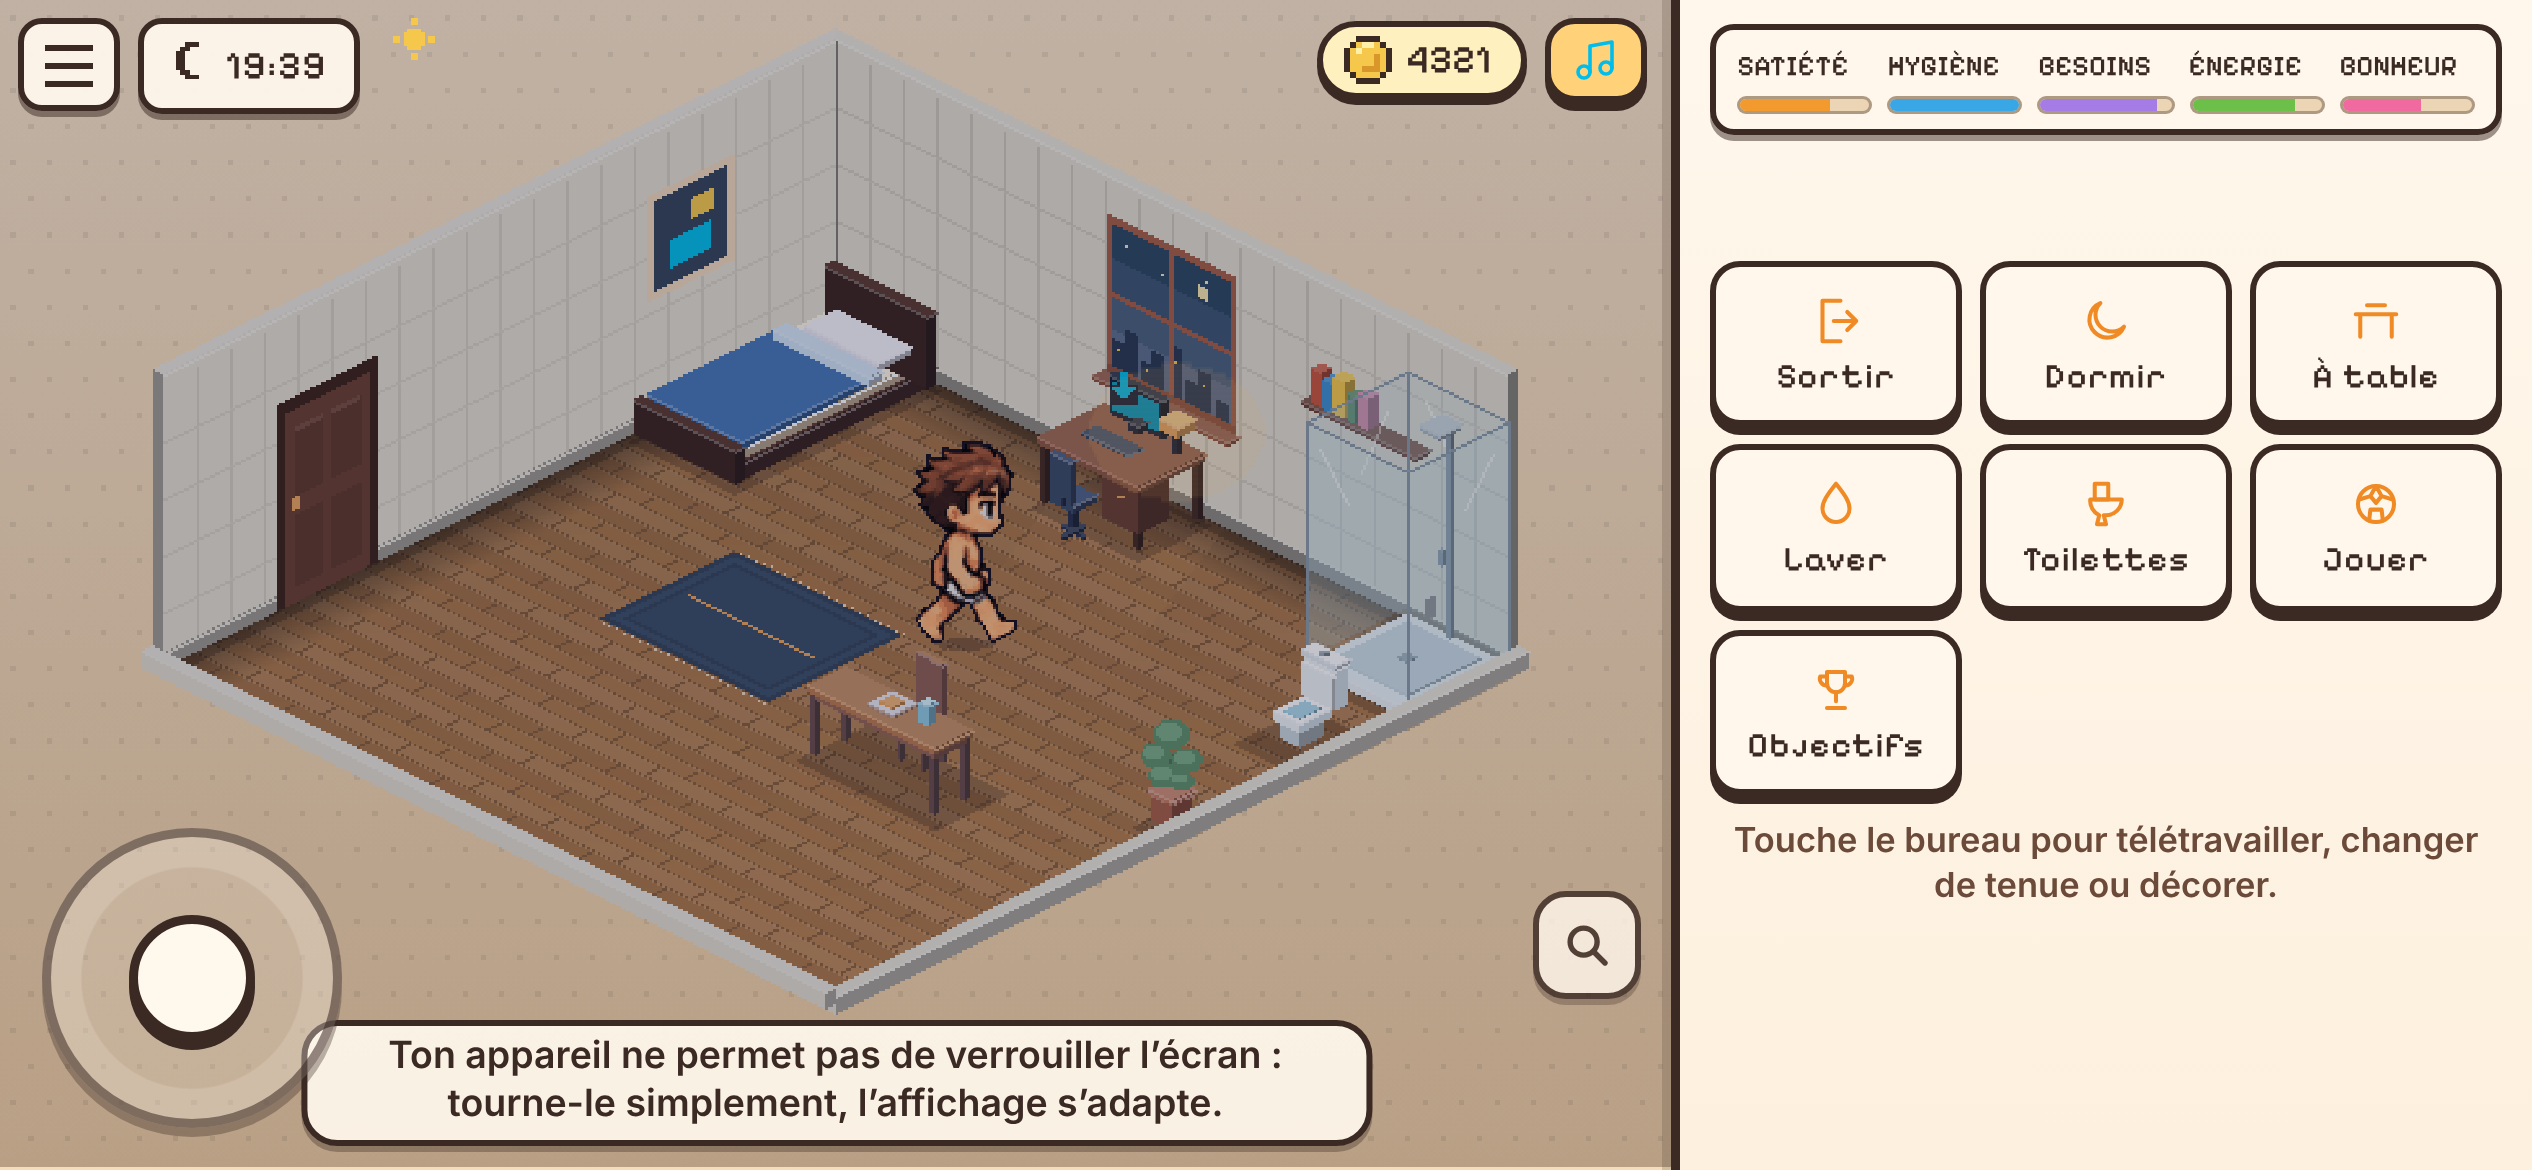 19:39
4321
SATIÉTÉ
HYGIÈNE
BESOINS
ÉNERGIE
BONHEUR
Sortir
Dormir
À table
Laver
Toilettes
Jouer
Objectifs
Touche le bureau pour télétravailler, changer
de tenue ou décorer.
Ton appareil ne permet pas de verrouiller l’écran :
tourne-le simplement, l’affichage s’adapte.